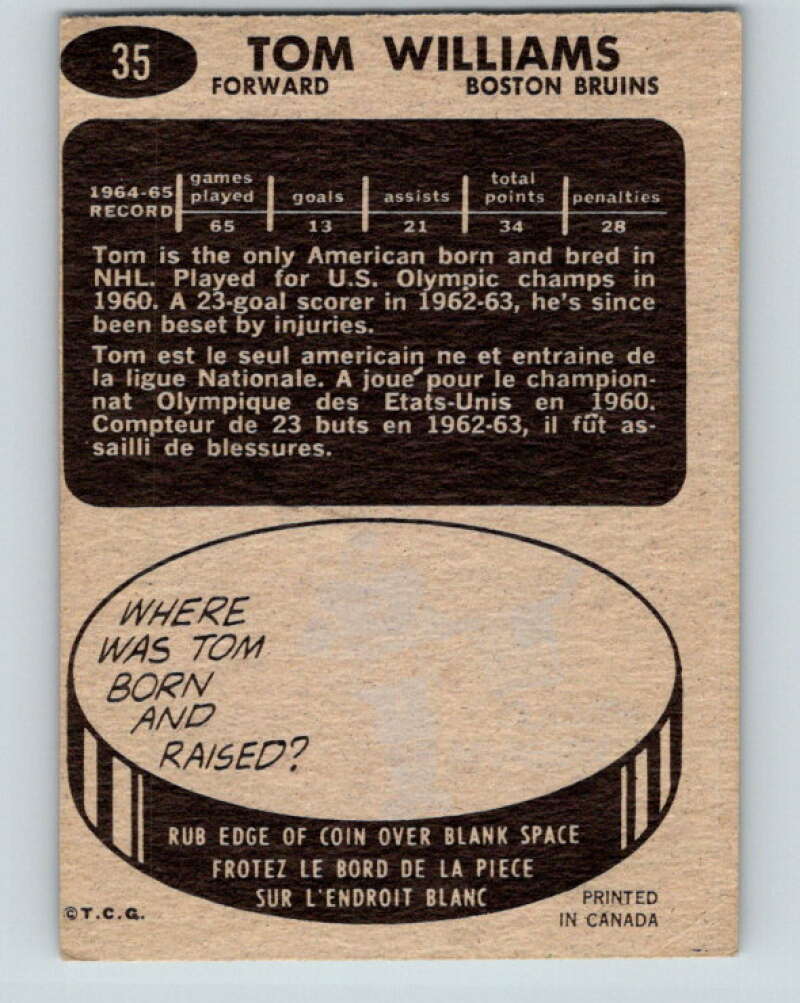 35
TOM WILLIAMS
FORWARD BOSTON BRUINS
1964-65 RECORD games played goals assists total points penalties
65 13 21 34 28
Tom is the only American born and bred in
NHL. Played for U.S. Olympic champs in
1960. A 23-goal scorer in 1962-63, he's since
been beset by injuries.
Tom est le seul americain ne et entraine de
la ligue Nationale. A joue pour le champion-
nat Olympique des Etats-Unis en 1960.
Compteur de 23 buts en 1962-63, il fût as-
sailli de blessures.
WHERE
WAS TOM
BORN
AND
RAISED?
RUB EDGE OF COIN OVER BLANK SPACE
FROTEZ LE BORD DE LA PIECE
SUR L'ENDROIT BLANC
©T.C.G.
PRINTED
IN CANADA